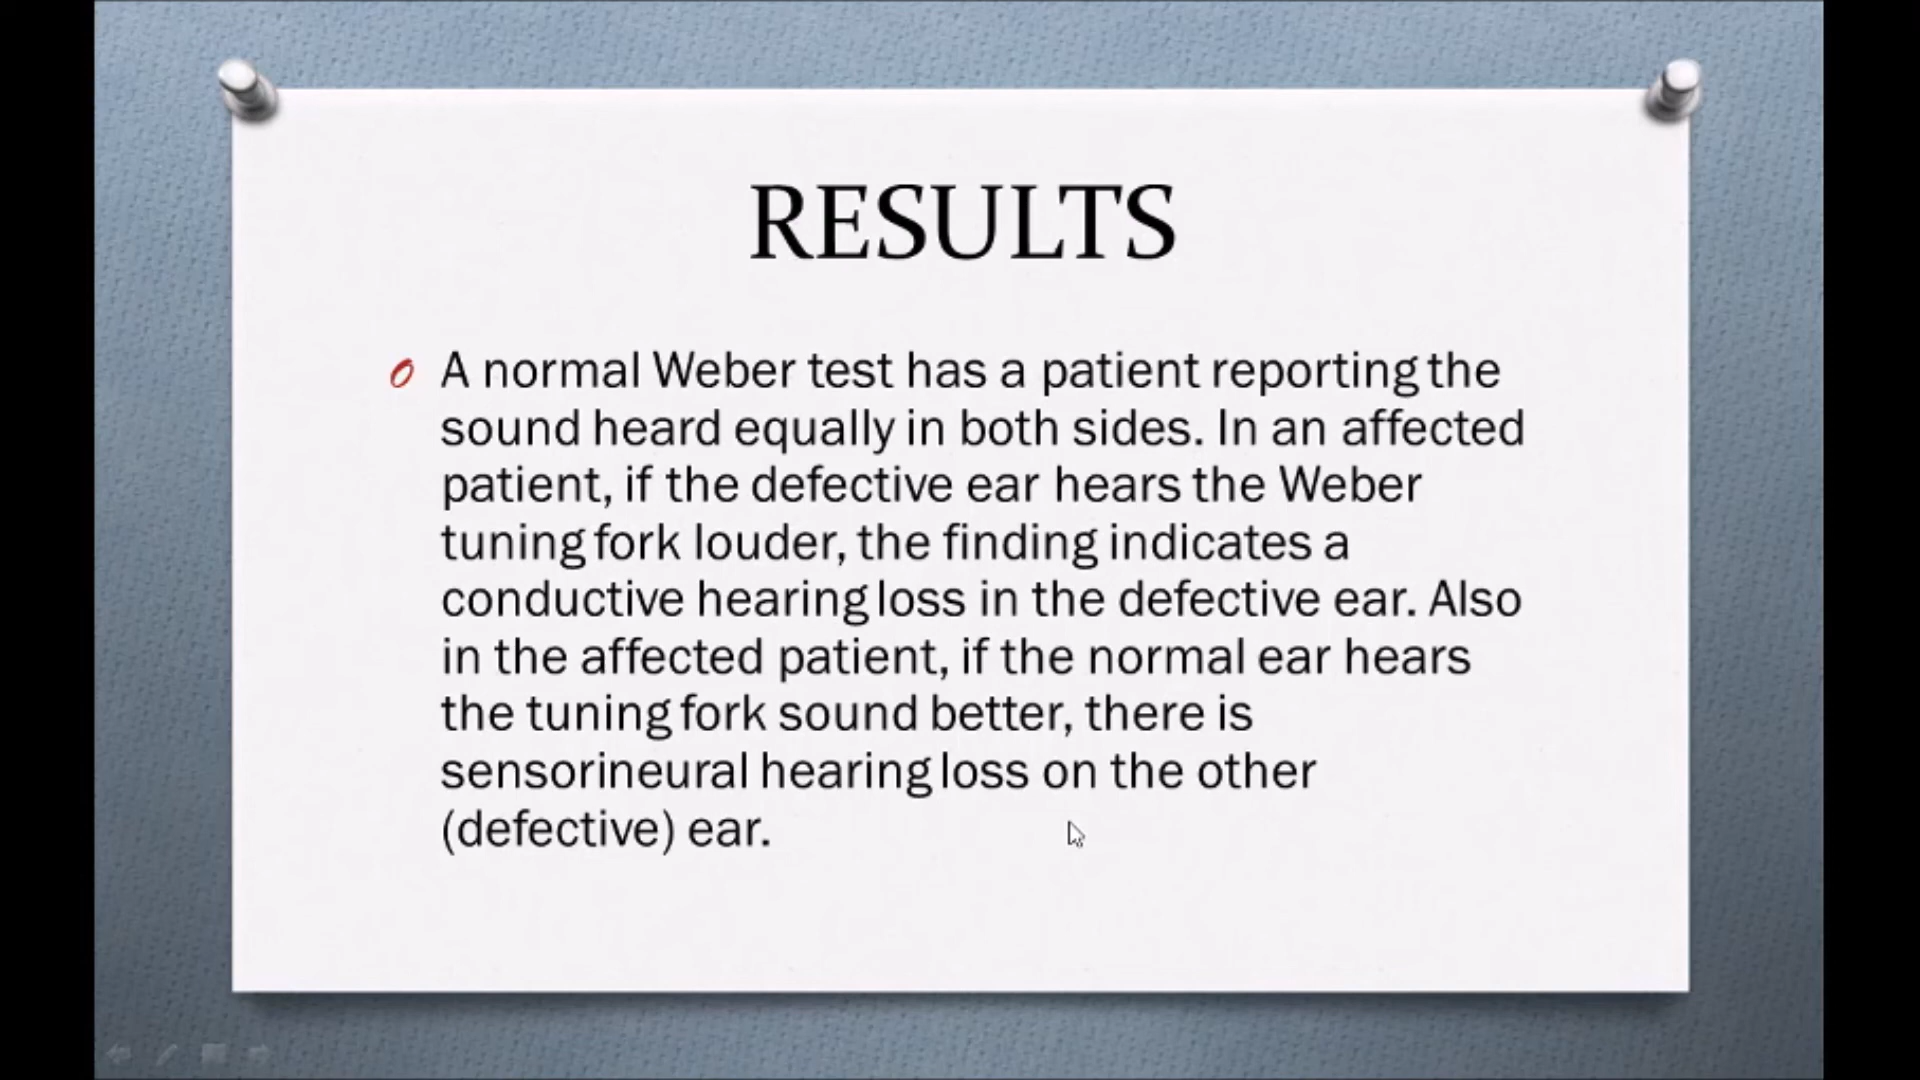 RESULTS
A normal Weber test has a patient reporting the
sound heard equally in both sides. In an affected
patient, if the defective ear hears the Weber
tuning fork louder, the finding indicates a
conductive hearing loss in the defective ear. Also
in the affected patient, if the normal ear hears
the tuning fork sound better, there is
sensorineural hearing loss on the other
(defective) ear.